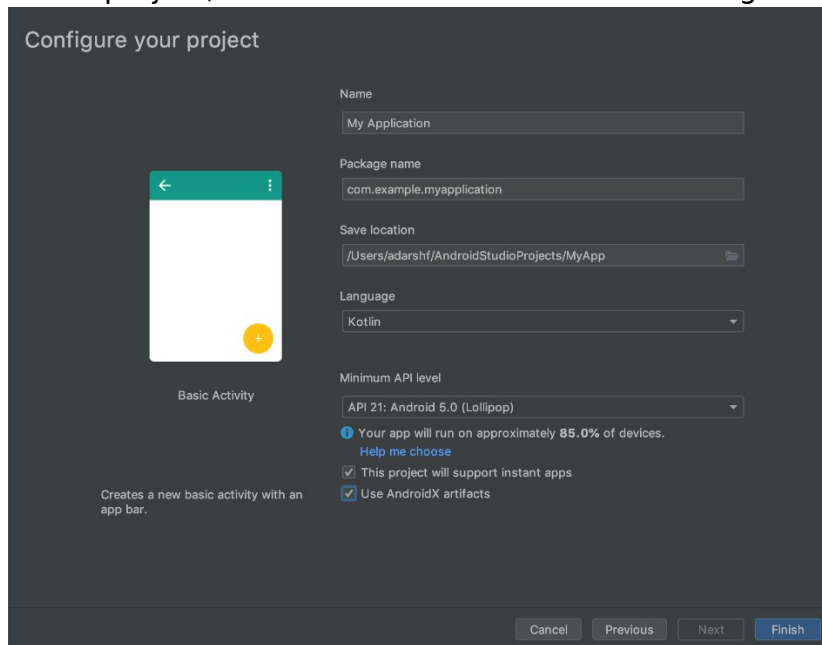 Configure your project
Name
My Application
Package name
com.example.myapplication
Save location
/Users/adarshf/AndroidStudioProjects/MyApp
Language
Kotlin
Basic Activity
Minimum API level
API 21: Android 5.0 (Lollipop)
Your app will run on approximately 85.0% of devices.
Help me choose
This project will support instant apps
Creates a new basic activity with an
app bar.
Use AndroidX artifacts
Cancel Previous Next Finish